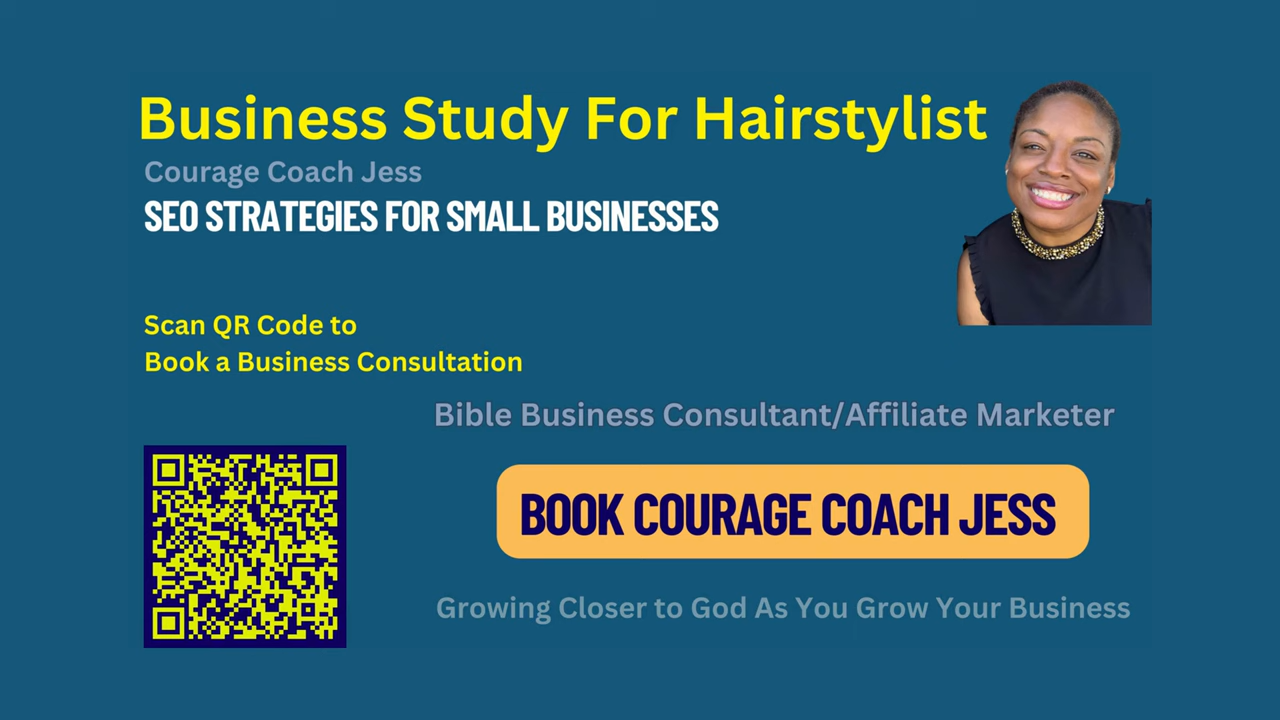 Business Study For Hairstylist
Courage Coach Jess
SEO STRATEGIES FOR SMALL BUSINESSES
Scan QR Code to
Book a Business Consultation
Bible Business Consultant/Affiliate Marketer
BOOK COURAGE COACH JESS
Growing Closer to God As You Grow Your Business